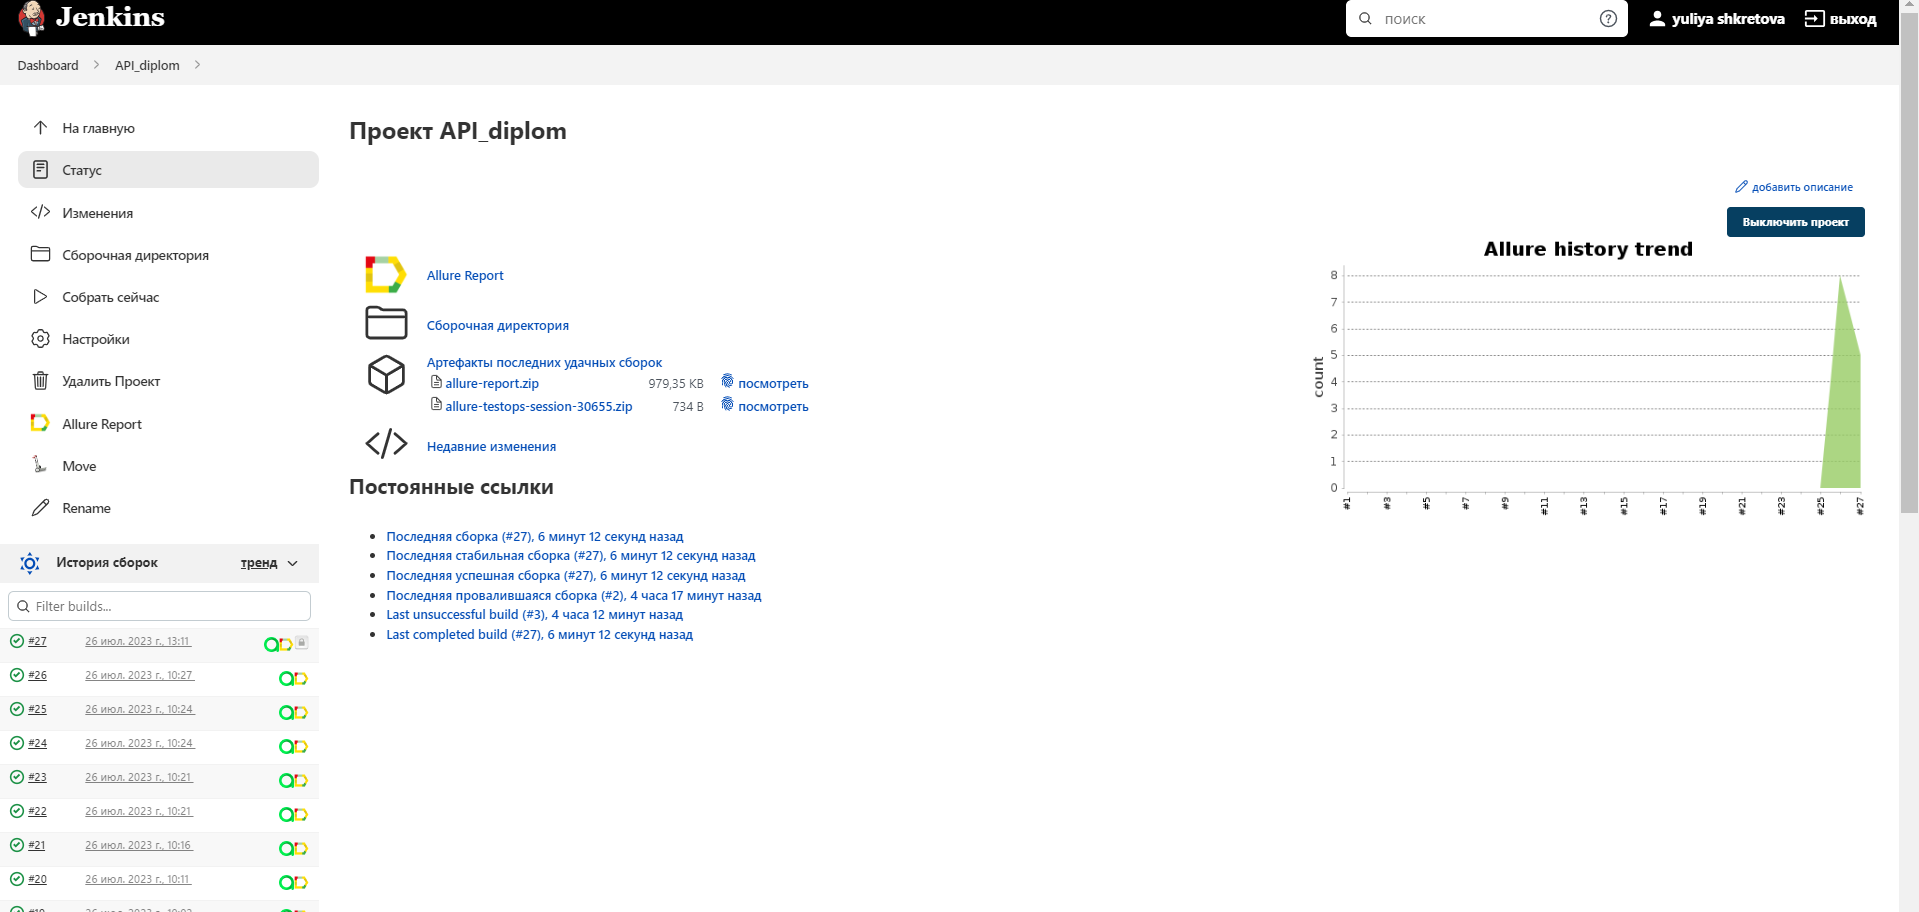 Jenkins
поиск
yuliya shkretova
выход
Dashboard
API_diplom
На главную
Статус
Изменения
Сборочная директория
Собрать сейчас
Настройки
Удалить Проект
Allure Report
Move
Rename
История сборок
тренд
Filter builds...
#27 26 июл. 2023 г., 13:11
#26 26 июл. 2023 г., 10:27
#25 26 июл. 2023 г., 10:24
#24 26 июл. 2023 г., 10:24
#23 26 июл. 2023 г., 10:21
#22 26 июл. 2023 г., 10:21
#21 26 июл. 2023 г., 10:16
#20 26 июл. 2023 г., 10:11
Проект API_diplom
добавить описание
Выключить проект
Allure Report
Сборочная директория
Артефакты последних удачных сборок
allure-report.zip 979,35 KB посмотреть
allure-testops-session-30655.zip 734 B посмотреть
Недавние изменения
Постоянные ссылки
Последняя сборка (#27), 6 минут 12 секунд назад
Последняя стабильная сборка (#27), 6 минут 12 секунд назад
Последняя успешная сборка (#27), 6 минут 12 секунд назад
Последняя провалившаяся сборка (#2), 4 часа 17 минут назад
Last unsuccessful build (#3), 4 часа 12 минут назад
Last completed build (#27), 6 минут 12 секунд назад
Allure history trend
count
8
7
6
5
4
3
2
1
0
#1 #3 #5 #7 #9 #11 #13 #15 #17 #19 #21 #23 #25 #27